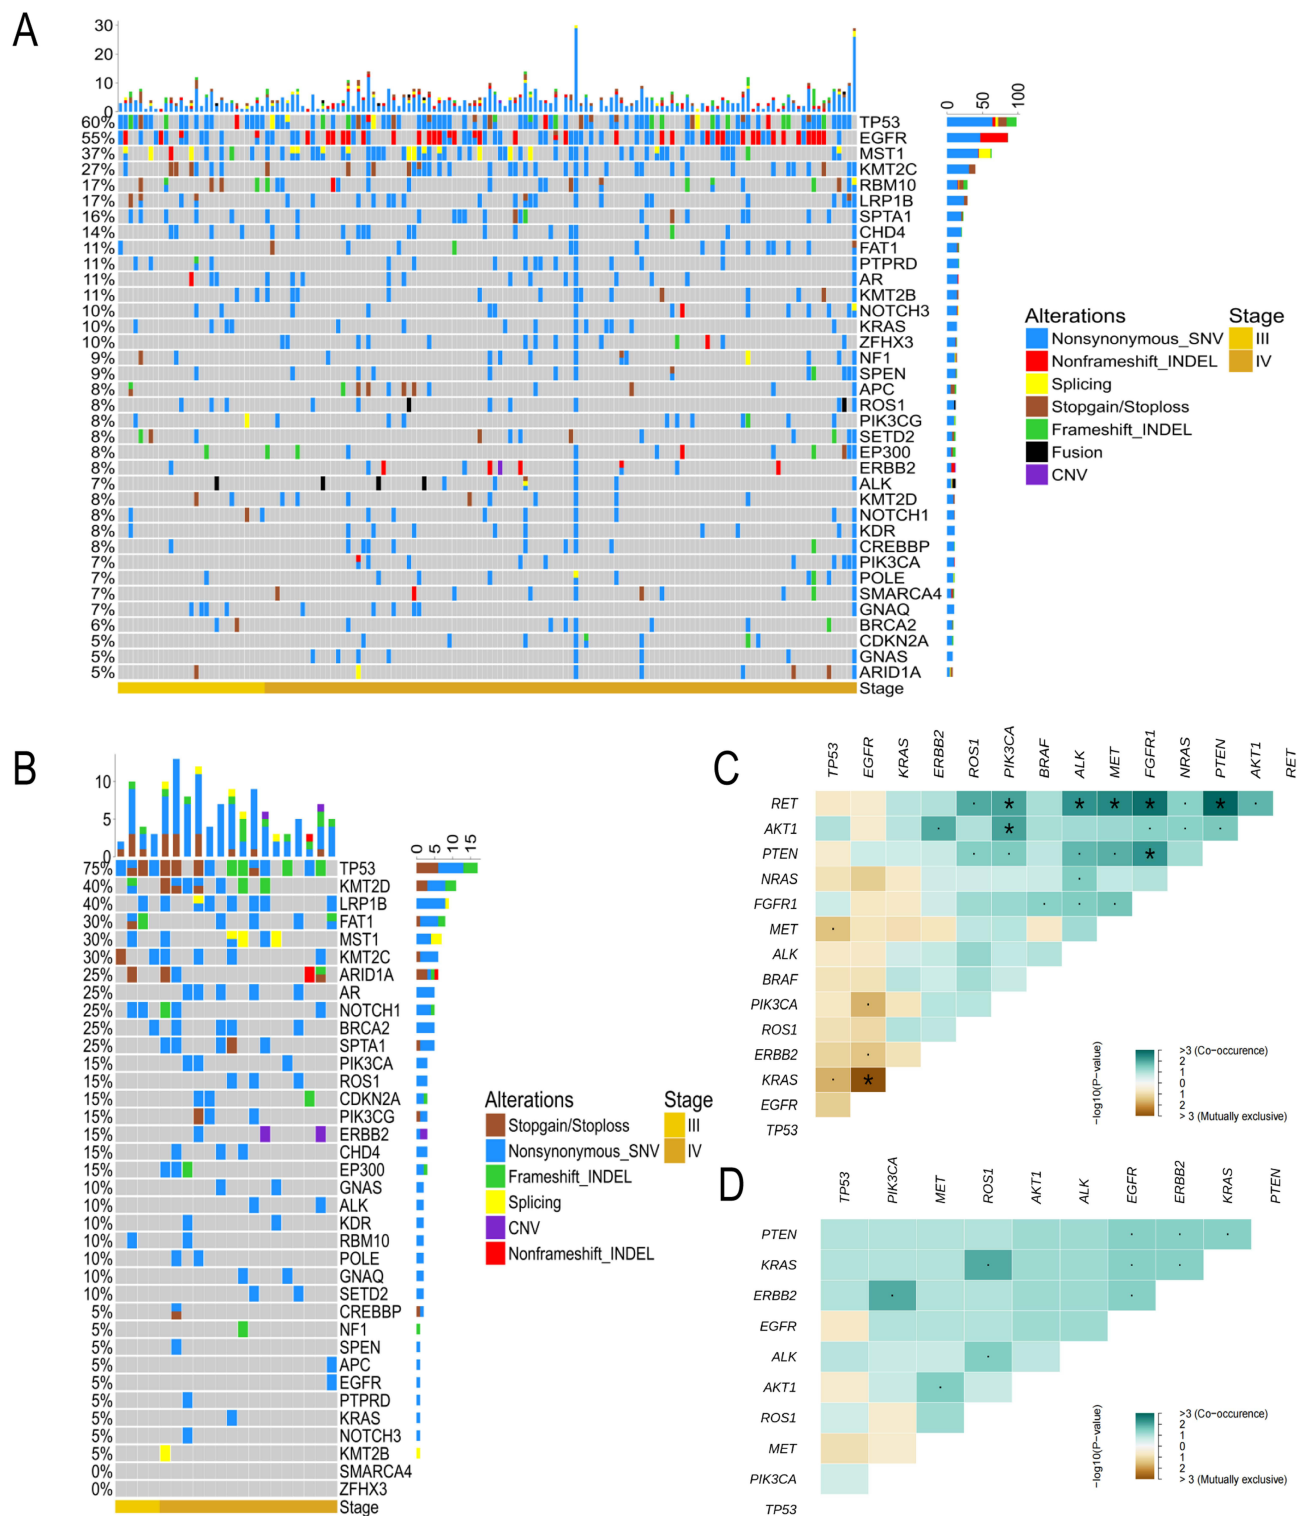 A
30
20
10
0
0 50 100
60% TP53
55% EGFR
37% MST1
27% KMT2C
17% RBM10
17% LRP1B
16% SPTA1
14% CHD4
11% FAT1
11% PTPRD
11% AR
11% KMT2B
10% NOTCH3
10% KRAS
10% ZFHX3
9% NF1
9% SPEN
8% APC
8% ROS1
8% PIK3CG
8% SETD2
8% EP300
8% ERBB2
7% ALK
8% KMT2D
8% NOTCH1
8% KDR
8% CREBBP
7% PIK3CA
7% POLE
7% SMARCA4
7% GNAQ
6% BRCA2
5% CDKN2A
5% GNAS
5% ARID1A
Stage
Alterations
Nonsynonymous_SNV
Nonframeshift_INDEL
Splicing
Stopgain/Stoploss
Frameshift_INDEL
Fusion
CNV
Stage
III
IV
B
10
5
0
0 5 10 15
75% TP53
40% KMT2D
40% LRP1B
30% FAT1
30% MST1
30% KMT2C
25% ARID1A
25% AR
25% NOTCH1
25% BRCA2
25% SPTA1
15% PIK3CA
15% ROS1
15% CDKN2A
15% PIK3CG
15% ERBB2
15% CHD4
15% EP300
10% GNAS
10% ALK
10% KDR
10% RBM10
10% POLE
10% GNAQ
10% SETD2
5% CREBBP
5% NF1
5% SPEN
5% APC
5% EGFR
5% PTPRD
5% KRAS
5% NOTCH3
5% KMT2B
0% SMARCA4
0% ZFHX3
Stage
Alterations
Stopgain/Stoploss
Nonsynonymous_SNV
Frameshift_INDEL
Splicing
CNV
Nonframeshift_INDEL
Stage
III
IV
C
TP53 EGFR KRAS ERBB2 ROS1 PIK3CA BRAF ALK MET FGFR1 NRAS PTEN AKT1 RET
RET
AKT1
PTEN
NRAS
FGFR1
MET
ALK
BRAF
PIK3CA
ROS1
ERBB2
KRAS
EGFR
TP53
−log10(P−value)
>3 (Co−occurence)
2
1
0
1
2
> 3 (Mutually exclusive)
D
TP53 PIK3CA MET ROS1 AKT1 ALK EGFR ERBB2 KRAS PTEN
PTEN
KRAS
ERBB2
EGFR
ALK
AKT1
ROS1
MET
PIK3CA
TP53
−log10(P−value)
>3 (Co−occurence)
2
1
0
1
2
> 3 (Mutually exclusive)